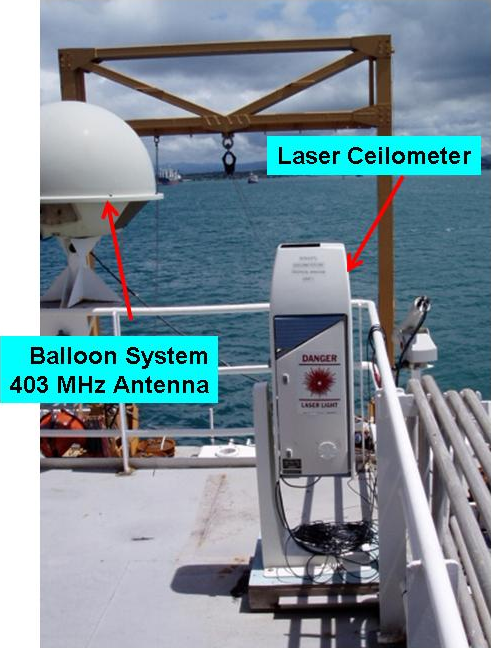 Laser Ceilometer
Balloon System
403 MHz Antenna
DANGER
LASER LIGHT